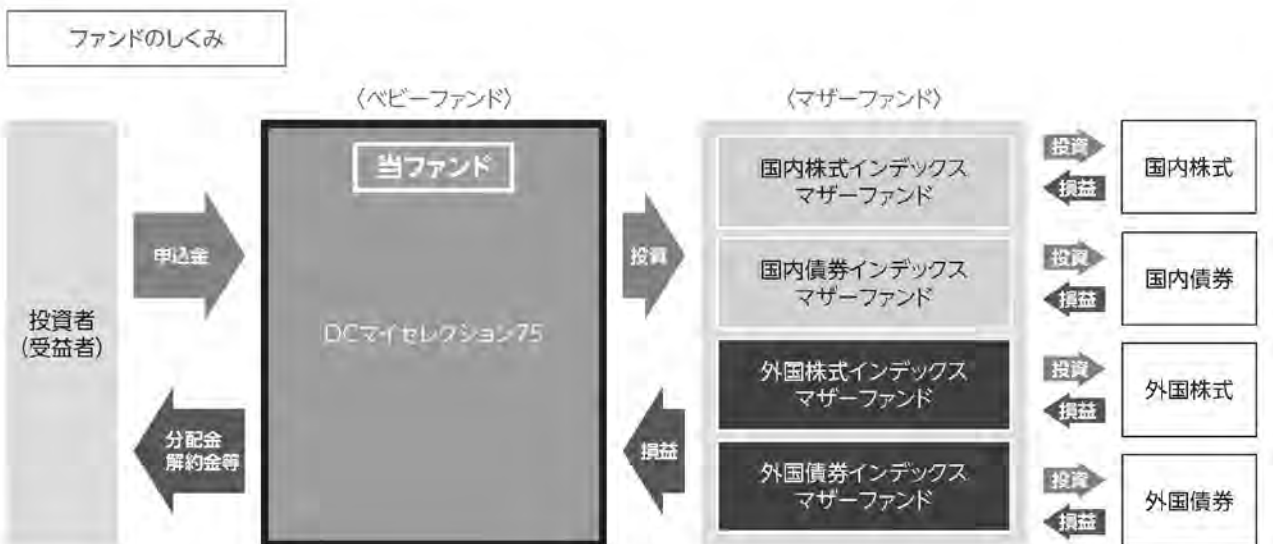 ファンドのしくみ
〈ベビーファンド〉
〈マザーファンド〉
投資者
(受益者)
申込金
分配金
解約金等
当ファンド
DCマイセレクション75
投資
損益
国内株式インデックス
マザーファンド
国内債券インデックス
マザーファンド
外国株式インデックス
マザーファンド
外国債券インデックス
マザーファンド
投資
損益
国内株式
投資
損益
国内債券
投資
損益
外国株式
投資
損益
外国債券